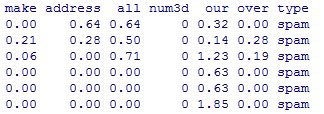 make address all num3d our over type
0.00 0.64 0.64 0 0.32 0.00 spam
0.21 0.28 0.50 0 0.14 0.28 spam
0.06 0.00 0.71 0 1.23 0.19 spam
0.00 0.00 0.00 0 0.63 0.00 spam
0.00 0.00 0.00 0 0.63 0.00 spam
0.00 0.00 0.00 0 1.85 0.00 spam